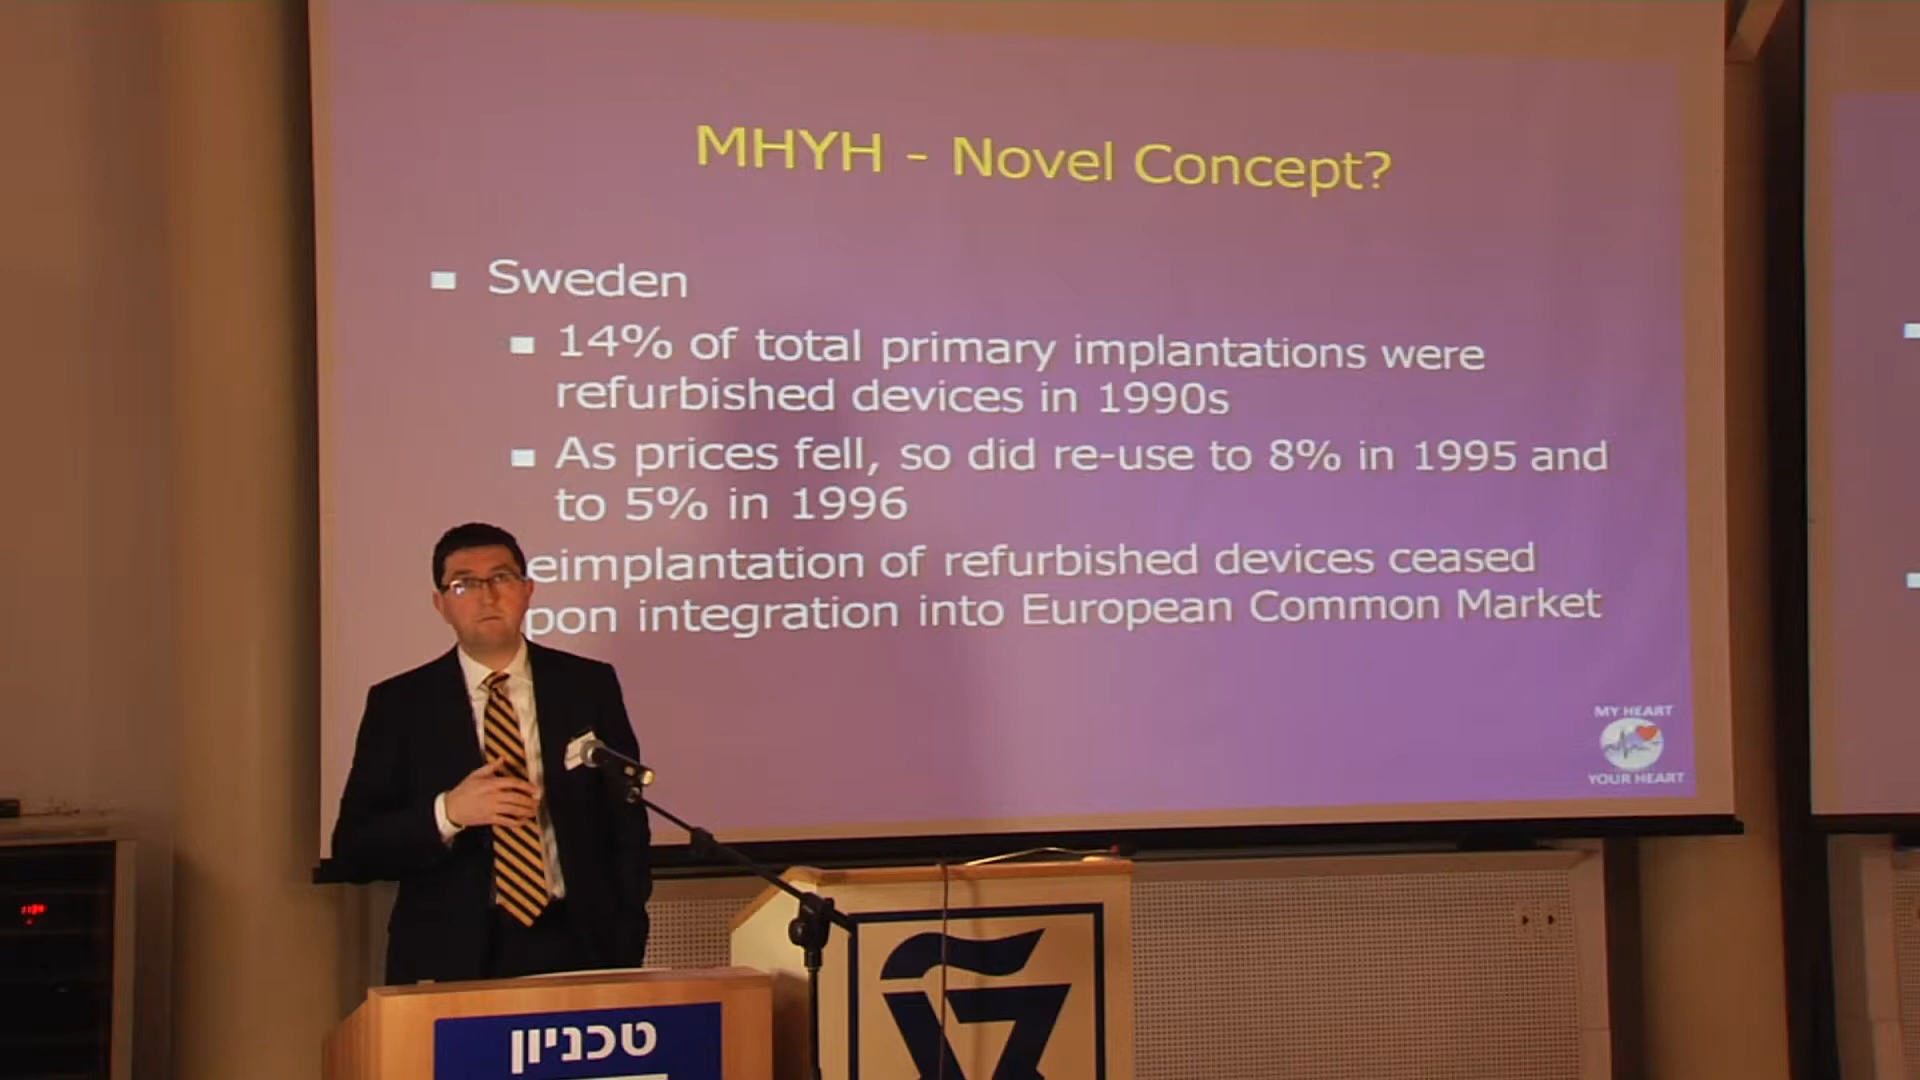 MHYH - Novel Concept?
Sweden
14% of total primary implantations were
refurbished devices in 1990s
As prices fell, so did re-use to 8% in 1995 and
to 5% in 1996
eimplantation of refurbished devices ceased
pon integration into European Common Market
MY HEART
YOUR HEART
טכניון